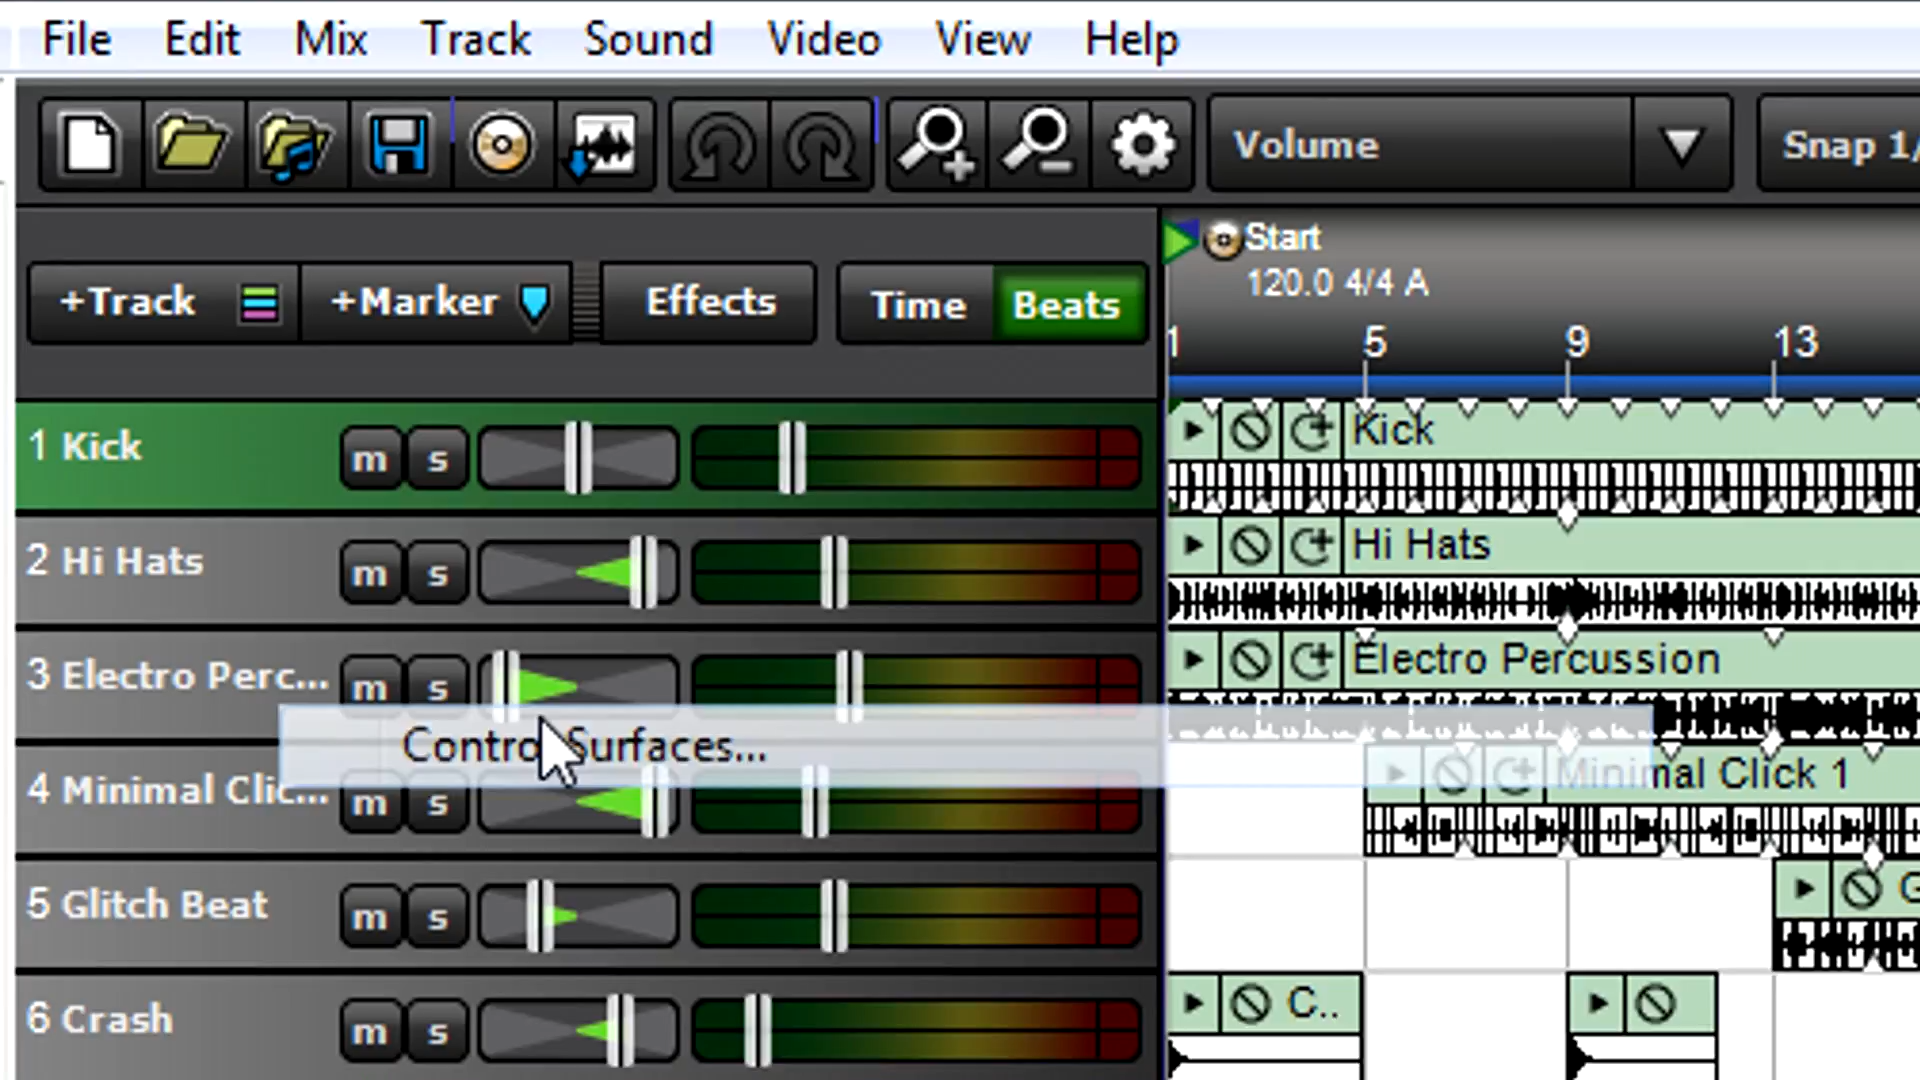 File Edit Mix Track Sound Video View Help
Volume Snap 1/
Start
120.0 4/4 A
+Track +Marker Effects Time Beats
1 5 9 13
1 Kick m s Kick
2 Hi Hats m s Hi Hats
3 Electro Perc... m s Electro Percussion
Control Surfaces...
4 Minimal Clic... m s Minimal Click 1
5 Glitch Beat m s G
6 Crash m s C..